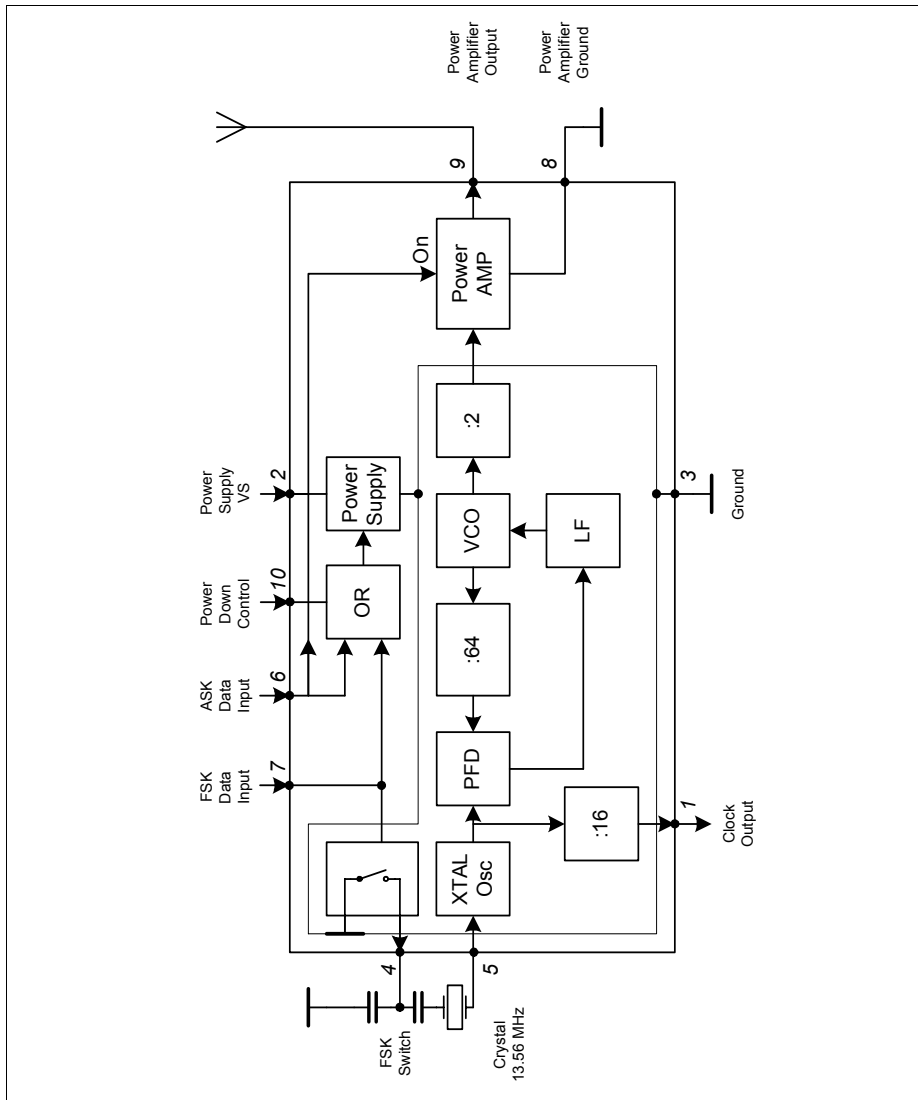 Power
Amplifier
Output
Power
Amplifier
Ground
9
8
On
Power
AMP
Power
Supply
VS
2
Power
Down
Control
10
ASK
Data
Input
6
FSK
Data
Input
7
Power
Supply
OR
:2
VCO
LF
:64
PFD
:16
XTAL
Osc
3
Ground
1
Clock
Output
4
5
FSK
Switch
Crystal
13.56 MHz